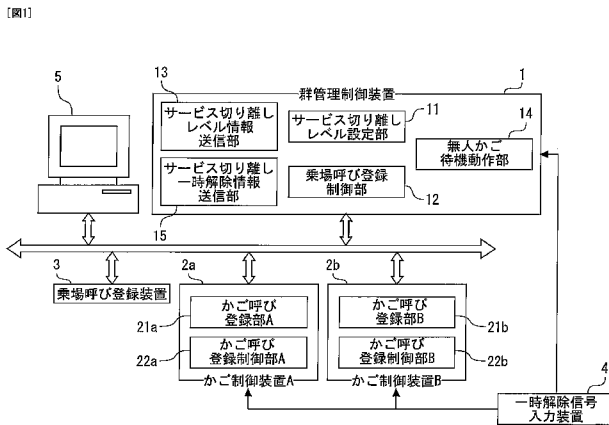 [図1]
5
13
群管理制御装置
1
サービス切り離し
レベル情報
送信部
サービス切り離し
レベル設定部
11
14
無人かご
待機動作部
サービス切り離し
一時解除情報
送信部
15
乗場呼び登録
制御部
12
3
乗場呼び登録装置
2a
かご呼び
登録部A
21a
かご呼び
登録制御部A
22a
かご制御装置A
2b
かご呼び
登録部B
21b
かご呼び
登録制御部B
22b
かご制御装置B
4
一時解除信号
入力装置